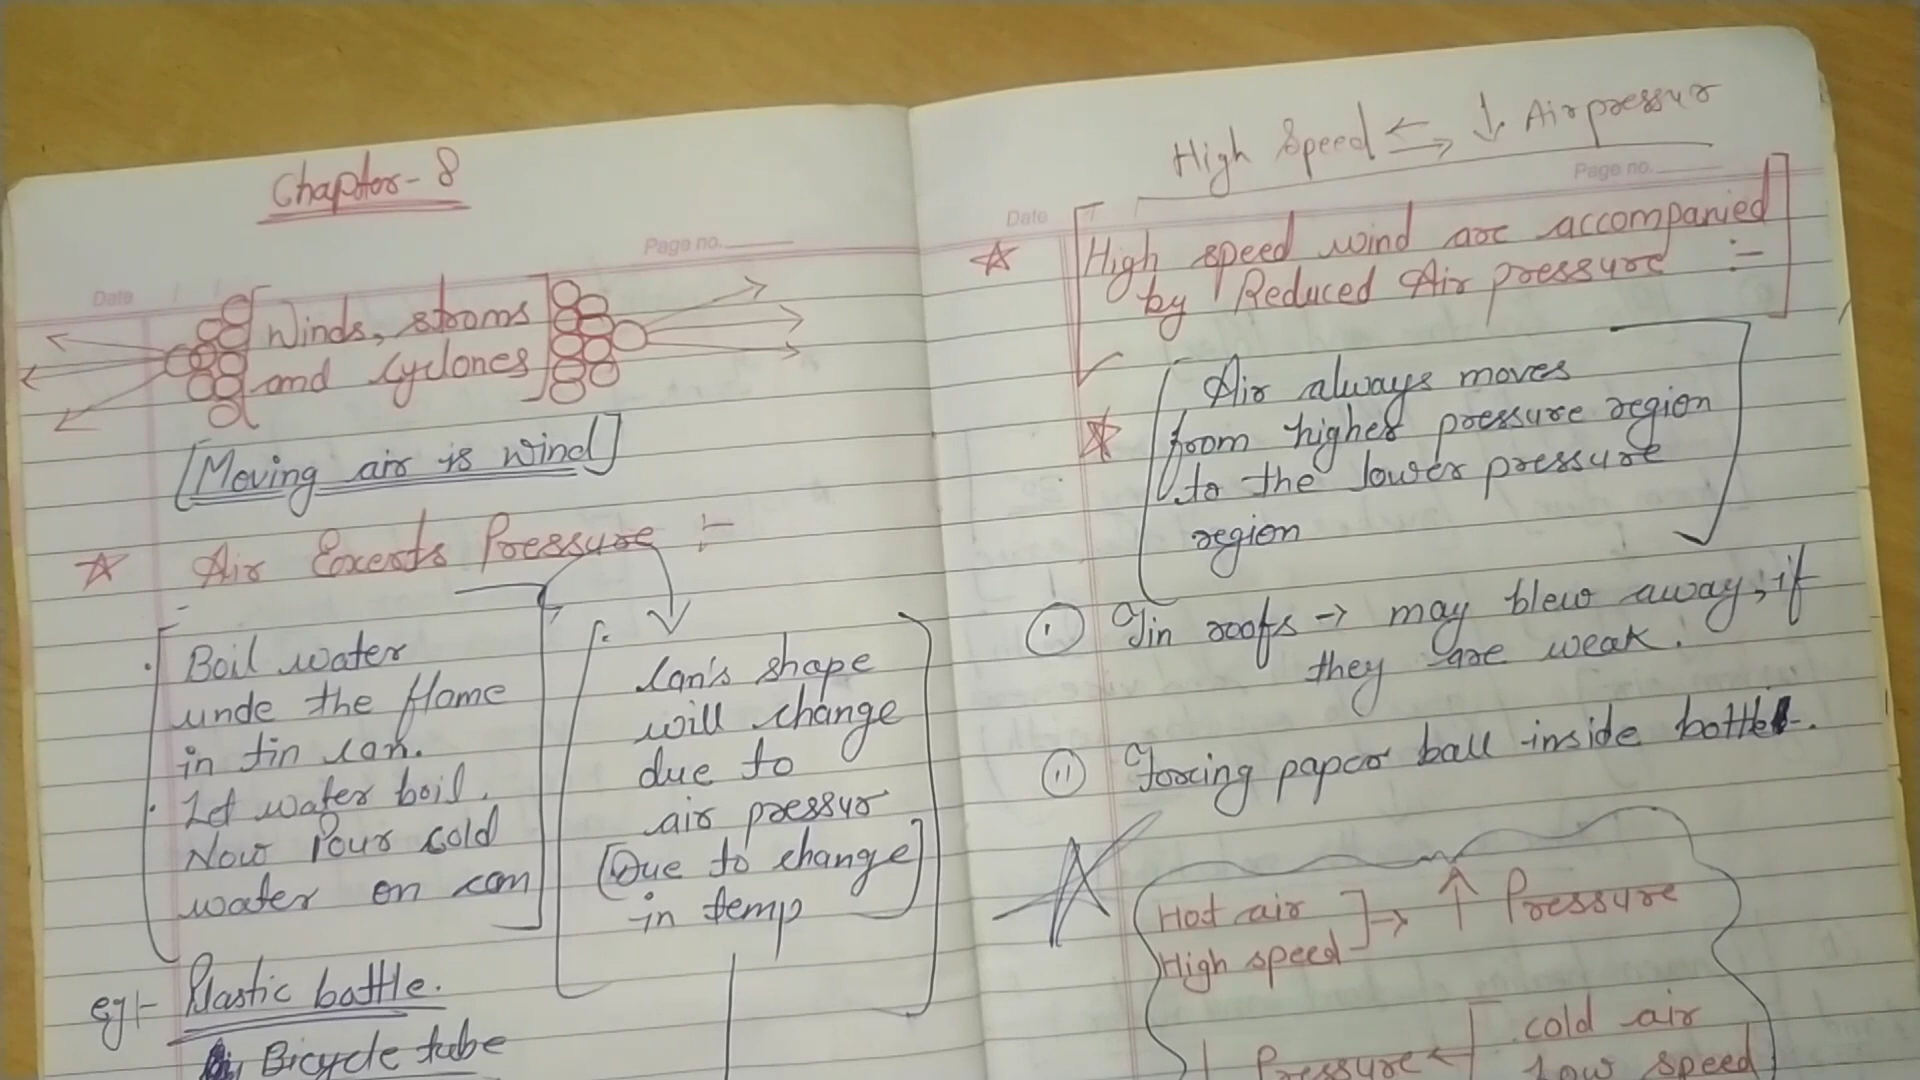 Chapter-8
Page no.
Date
Winds, stroms
and cyclones
[Moving air is wind]
☆ Air Exerts Pressure :-
. Boil water
unde the flame
in tin can.
. Let water boil.
Now Pour cold
water on can
Can's shape
will change
due to
air pressur
[Due to change]
in temp
eg:- Plastic bottle.
Bicycle tube
High Speed ⇆ ↓ Air pressur
Page no.
Date
☆ High speed wind are accompanied
by Reduced Air pressure :-
Air always moves
☆ from higher pressure region
to the lower pressure
region
(i) Tin roofs → may blew away, if
they are weak.
(ii) Forcing paper ball inside bottle.
Hot air
High speed ]→ ↑ Pressure
cold air
↓ Pressure ← [ Low speed